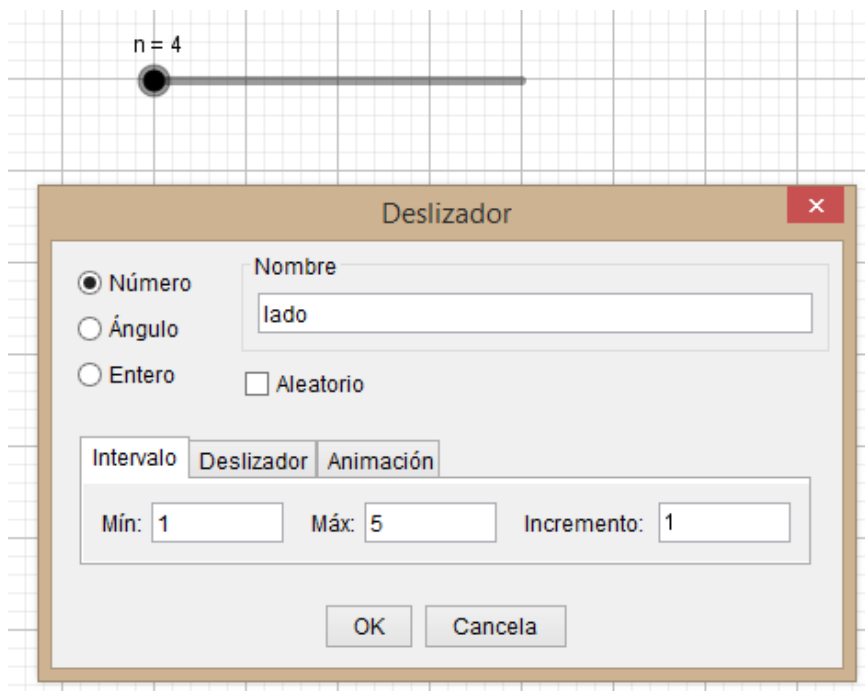 n = 4
Deslizador
Número
Nombre
lado
Ángulo
Entero
Aleatorio
Intervalo Deslizador Animación
Mín: 1 Máx: 5 Incremento: 1
OK Cancela